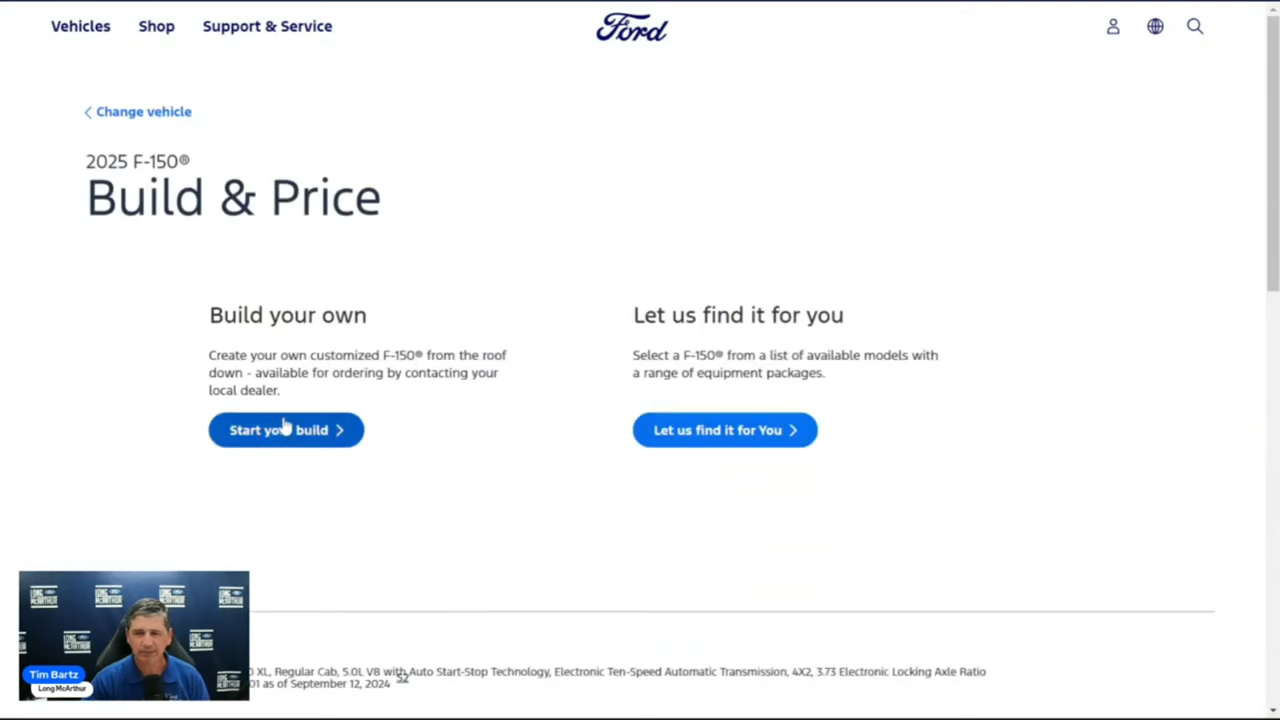 Vehicles
Shop
Support & Service
Ford
Change vehicle
2025 F-150®
Build & Price
Build your own
Create your own customized F-150® from the roof
down - available for ordering by contacting your
local dealer.
Start your build
Let us find it for you
Select a F-150® from a list of available models with
a range of equipment packages.
Let us find it for You
LONG
MCARTHUR
Tim Bartz
Long McArthur
XL, Regular Cab, 5.0L V8 with Auto Start-Stop Technology, Electronic Ten-Speed Automatic Transmission, 4X2, 3.73 Electronic Locking Axle Ratio
01 as of September 12, 2024